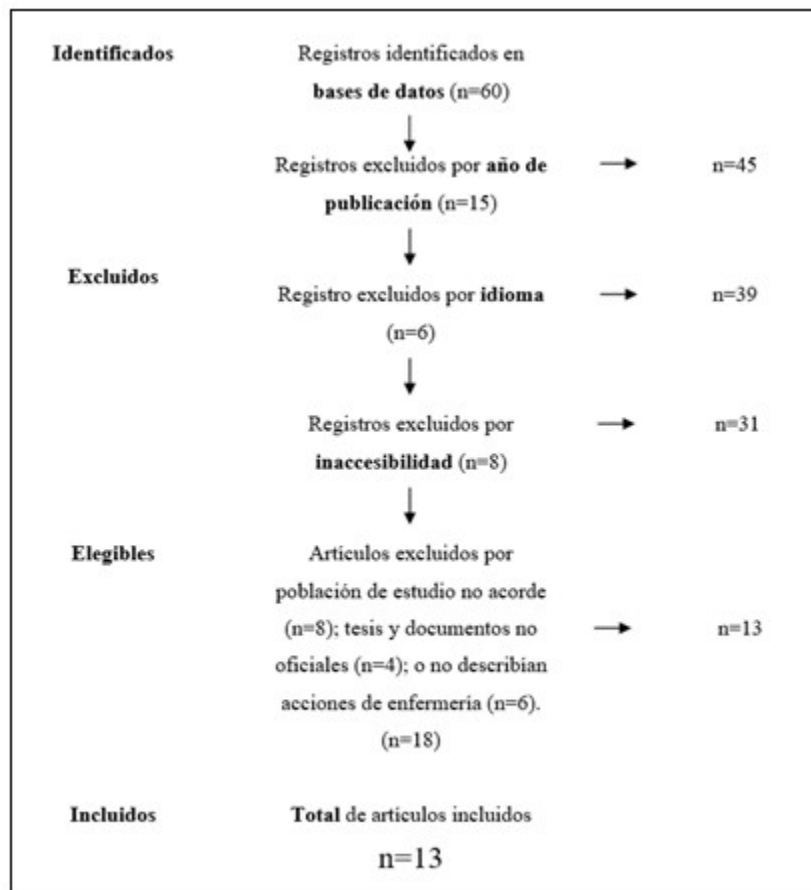 Identificados
Registros identificados en
bases de datos (n=60)
Registros excluidos por año de
publicación (n=15)
n=45
Excluidos
Registro excluidos por idioma
(n=6)
n=39
Registros excluidos por
inaccesibilidad (n=8)
n=31
Elegibles
Artículos excluidos por
población de estudio no acorde
(n=8); tesis y documentos no
oficiales (n=4); o no describían
acciones de enfermería (n=6).
(n=18)
n=13
Incluidos
Total de artículos incluidos
n=13